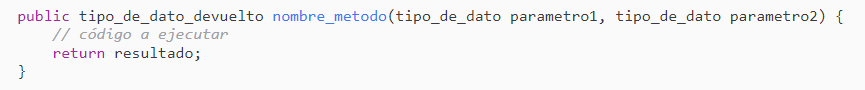 public tipo_de_dato_devuelto nombre_metodo(tipo_de_dato parametro1, tipo_de_dato parametro2) {
    // código a ejecutar
    return resultado;
}